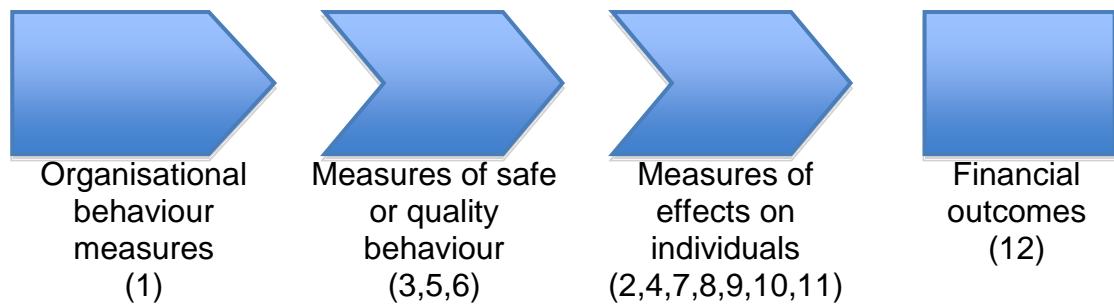 Organisational
behaviour
measures
(1)
Measures of safe
or quality
behaviour
(3,5,6)
Measures of
effects on
individuals
(2,4,7,8,9,10,11)
Financial
outcomes
(12)